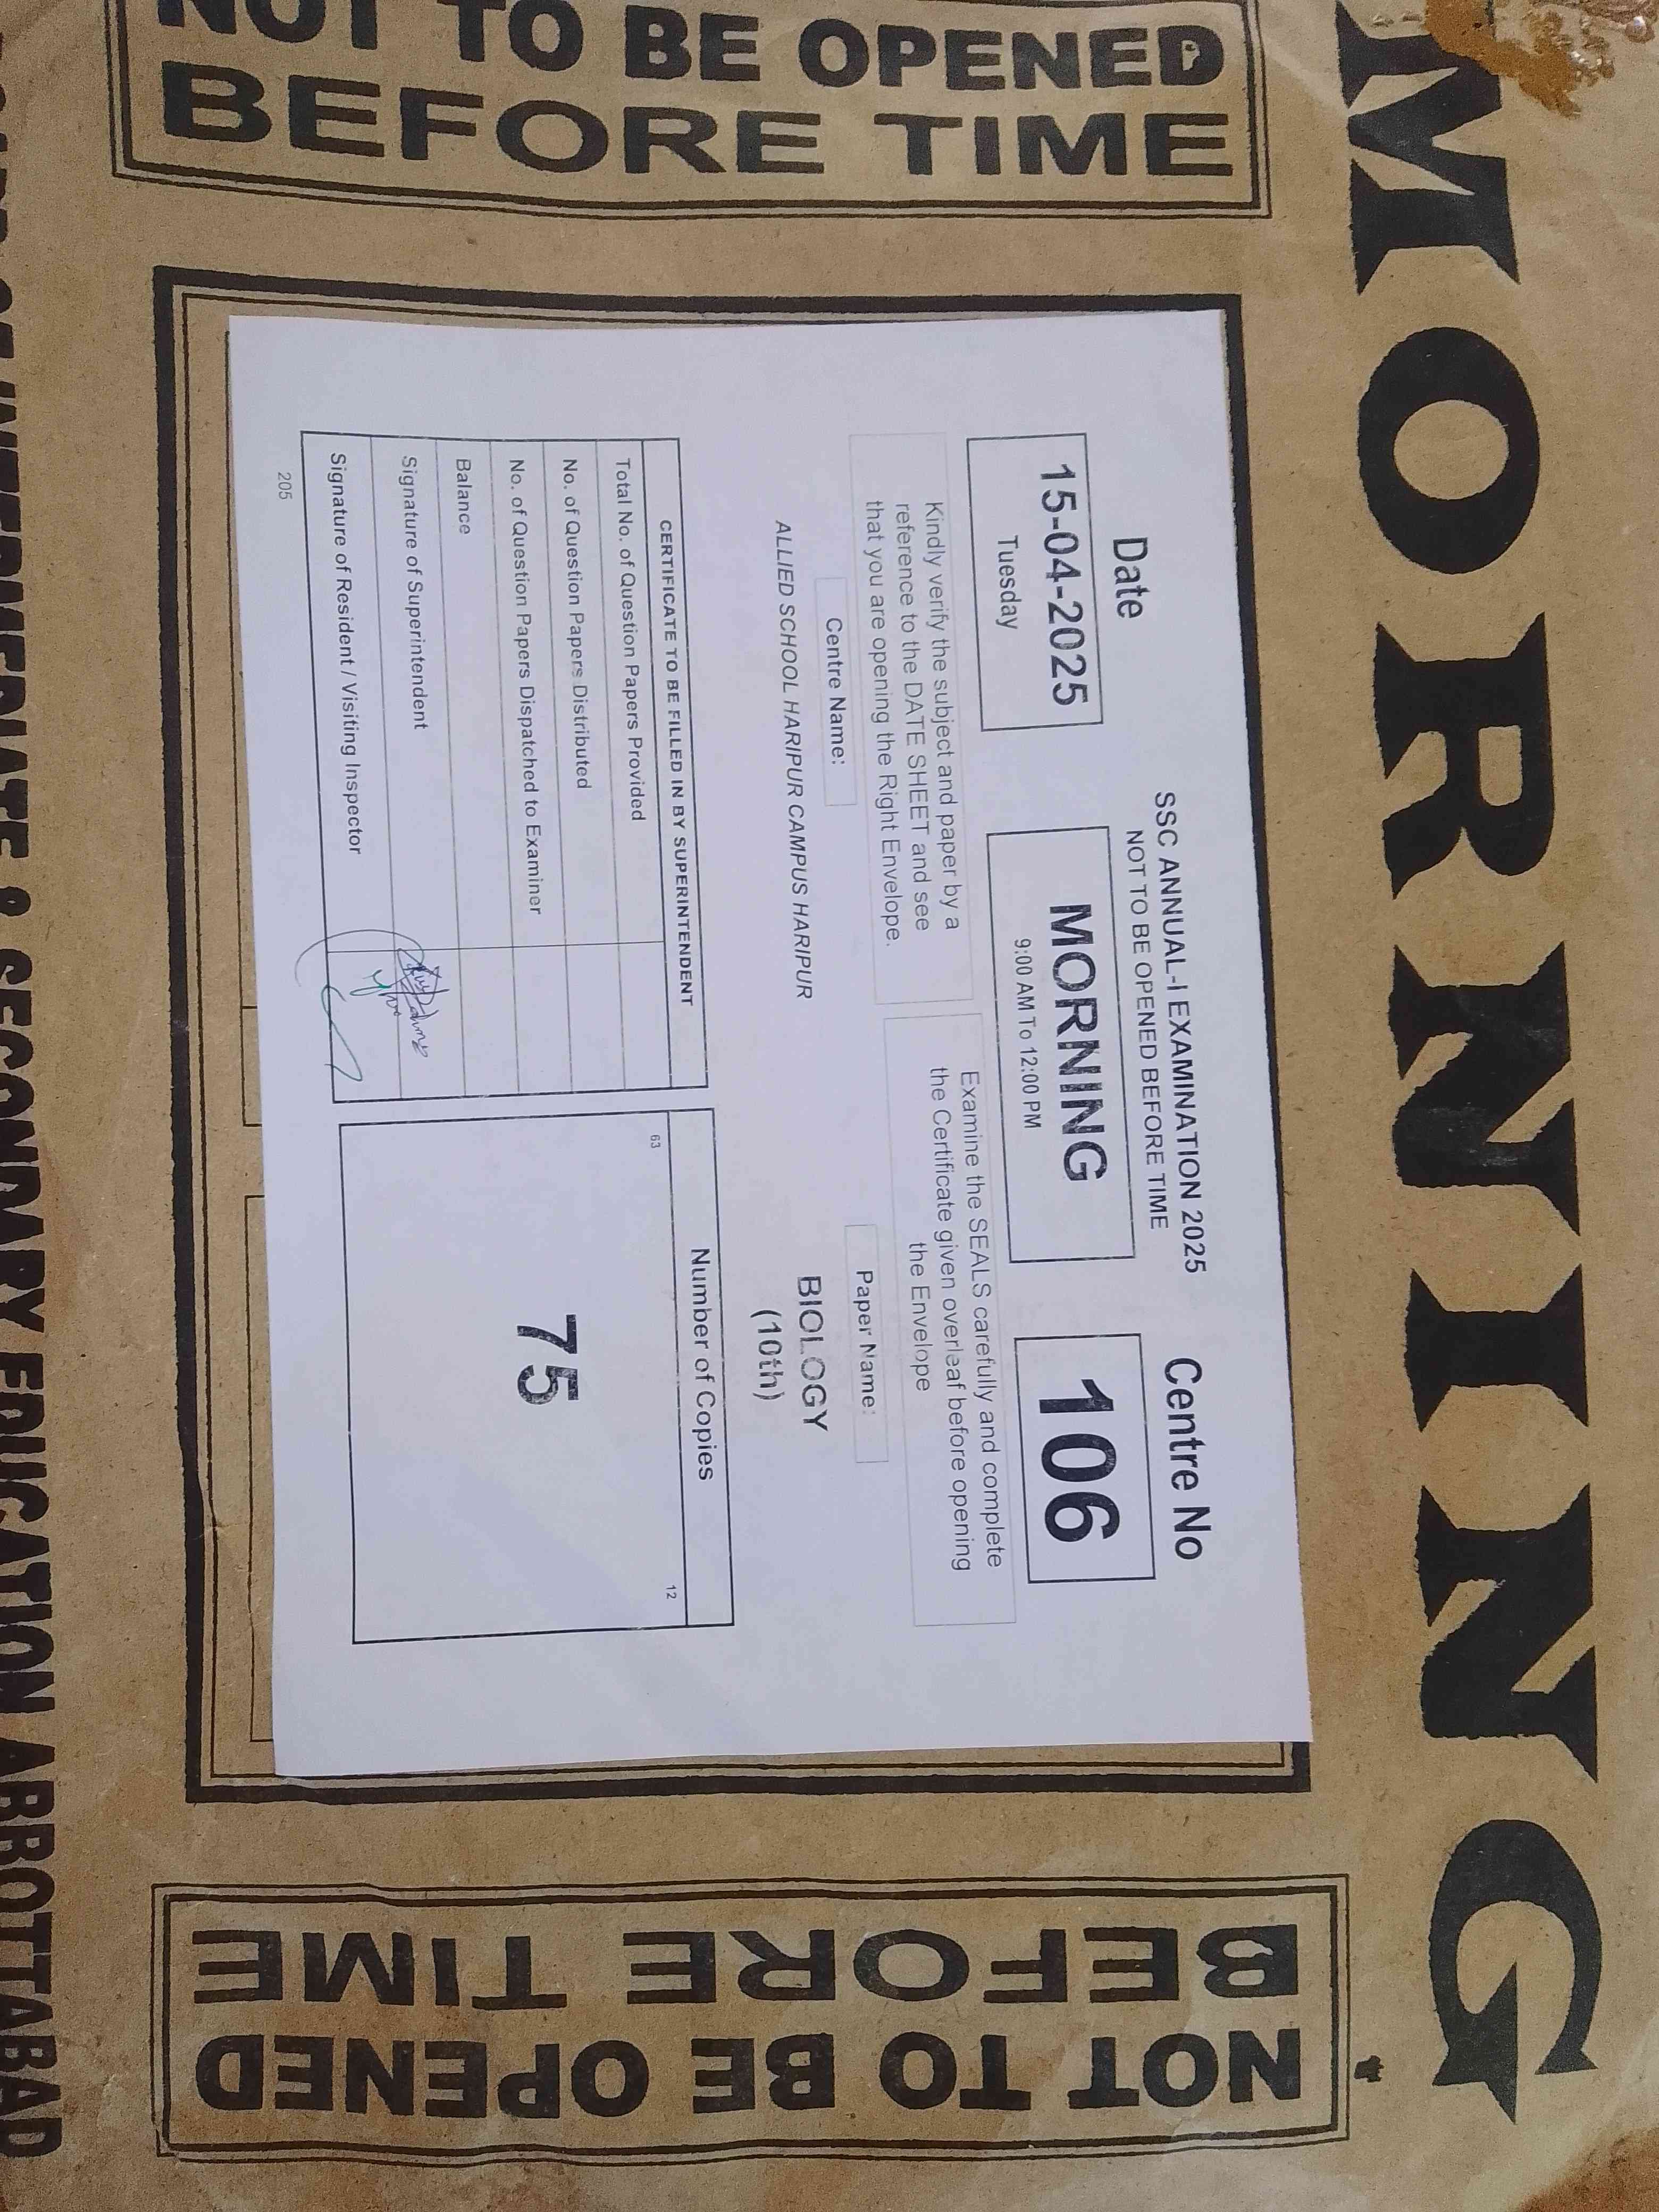 MORNING
NOT TO BE OPENED
BEFORE TIME
SSC ANNUAL-I EXAMINATION 2025
NOT TO BE OPENED BEFORE TIME
Date
Centre No
15-04-2025
Tuesday
MORNING
9:00 AM To 12:00 PM
106
Kindly verify the subject and paper by a
reference to the DATE SHEET and see
that you are opening the Right Envelope.
Examine the SEALS carefully and complete
the Certificate given overleaf before opening
the Envelope
Centre Name:
Paper Name:
ALLIED SCHOOL HARIPUR CAMPUS HARIPUR
BIOLOGY
(10th)
CERTIFICATE TO BE FILLED IN BY SUPERINTENDENT
Total No. of Question Papers Provided
No. of Question Papers Distributed
No. of Question Papers Dispatched to Examiner
Balance
Signature of Superintendent
Signature of Resident / Visiting Inspector
Number of Copies
63
12
75
205
NOT TO BE OPENED
BEFORE TIME
INTERMEDIATE & SECONDARY EDUCATION ABBOTTABAD